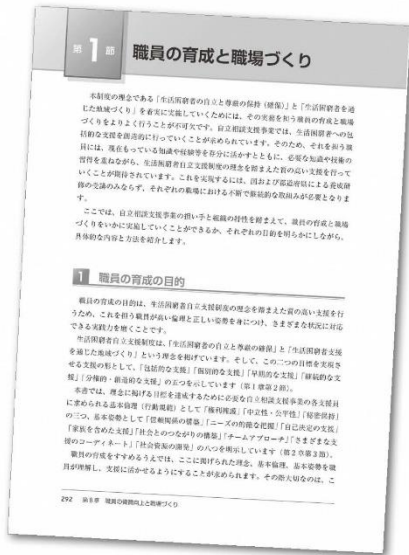 第1節 職員の育成と職場づくり
本制度の理念である「生活困窮者の自立と尊厳の保持（確保）」と「生活困窮者を通
じた地域づくり」を着実に実施していくためには、その実務を担う職員の育成と職場
づくりをよりよく行うことが不可欠です。自立相談支援事業では、生活困窮者への包
括的な支援を創造的に行っていくことが求められています。そのため、それを担う職
員には、現在もっている知識や経験等を存分に活かすとともに、必要な知識や技術の
習得を重ねながら、生活困窮者自立支援制度の理念を踏まえた質の高い支援を行って
いくことが期待されています。これを実現するには、国および都道府県による養成研
修の受講のみならず、それぞれの職場における不断で継続的な取組みが必要となりま
す。
ここでは、自立相談支援事業の担い手と組織の特性を踏まえて、職員の育成と職場
づくりをいかに実施していくことができるか、それぞれの目的を明らかにしながら、
具体的な内容と方法を紹介します。
1 職員の育成の目的
職員の育成の目的は、生活困窮者自立支援制度の理念を踏まえた質の高い支援を行
うため、これを担う職員が高い倫理と正しい姿勢を身につけ、さまざまな状況に対応
できる実践力を磨くことです。
生活困窮者自立支援制度は、「生活困窮者の自立と尊厳の確保」と「生活困窮者支援
を通じた地域づくり」という理念を掲げています。そして、この二つの目標を実現さ
せる支援の形として、「包括的な支援」「個別的な支援」「早期的な支援」「継続的な支
援」「分権的・創造的な支援」の五つを示しています（第1章第2節）。
本書では、理念に掲げる目標を達成するために必要な自立相談支援事業の各支援員
に求められる基本倫理（行動規範）として「権利擁護」「中立性・公平性」「秘密保持」
の三つ、基本姿勢として「信頼関係の構築」「ニーズの的確な把握」「自己決定の支援」
「家族を含めた支援」「社会とのつながりの構築」「チームアプローチ」「さまざまな支
援のコーディネート」「社会資源の開発」の八つを明示しています（第2章第3節）。
職員の育成をすすめるうえでは、ここに掲げられた理念、基本倫理、基本姿勢を職
員が理解し、支援に活かせるようにすることが求められます。その際大切なのは、こ
292 第8章 職員の資質向上と職場づくり